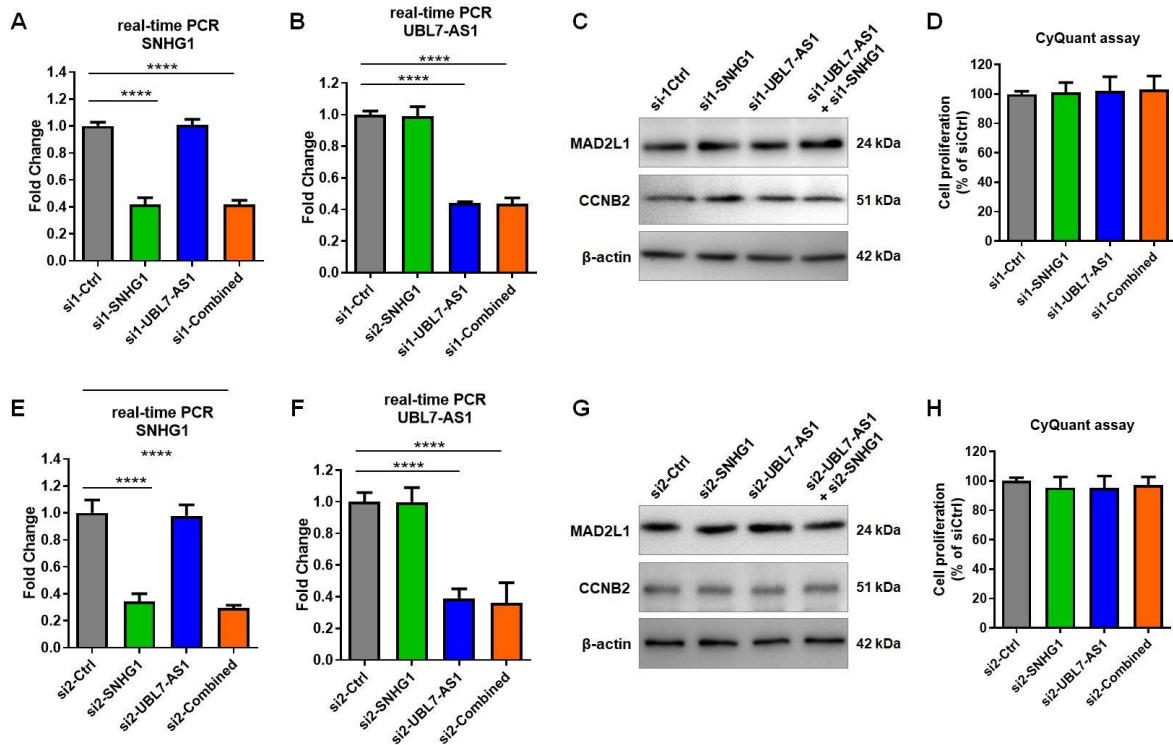 A
real-time PCR
SNHG1
Fold Change
1.4
1.2
1.0
0.8
0.6
0.4
0.2
0.0
****
****
si1-Ctrl
si1-SNHG1
si1-UBL7-AS1
si1-Combined
B
real-time PCR
UBL7-AS1
Fold Change
1.2
1.0
0.8
0.6
0.4
0.2
0.0
****
****
si1-Ctrl
si2-SNHG1
si1-UBL7-AS1
si1-Combined
C
si-1Ctrl
si1-SNHG1
si1-UBL7-AS1
si1-UBL7-AS1
+ si1-SNHG1
MAD2L1
24 kDa
CCNB2
51 kDa
β-actin
42 kDa
D
CyQuant assay
Cell proliferation
(% of siCtrl)
120
100
80
60
40
20
0
si1-Ctrl
si1-SNHG1
si1-UBL7-AS1
si1-Combined
E
real-time PCR
SNHG1
Fold Change
1.4
1.2
1.0
0.8
0.6
0.4
0.2
0.0
****
****
si2-Ctrl
si2-SNHG1
si2-UBL7-AS1
si2-Combined
F
real-time PCR
UBL7-AS1
Fold Change
1.2
1.0
0.8
0.6
0.4
0.2
0.0
****
****
si2-Ctrl
si2-SNHG1
si2-UBL7-AS1
si2-Combined
G
si2-Ctrl
si2-SNHG1
si2-UBL7-AS1
si2-UBL7-AS1
+ si2-SNHG1
MAD2L1
24 kDa
CCNB2
51 kDa
β-actin
42 kDa
H
CyQuant assay
Cell proliferation
(% of siCtrl)
120
100
80
60
40
20
0
si2-Ctrl
si2-SNHG1
si2-UBL7-AS1
si2-Combined